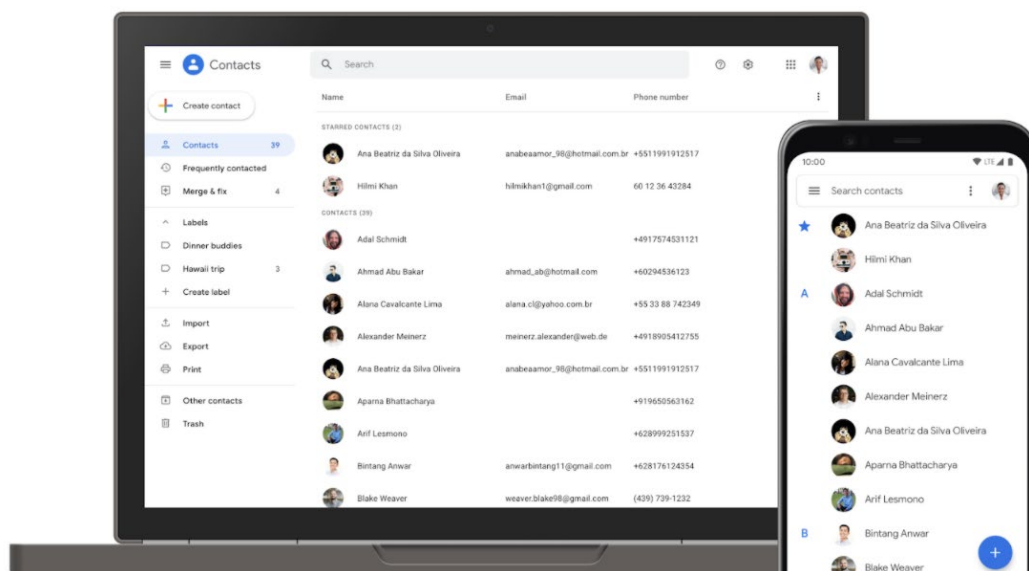 Contacts
Search
Create contact
Contacts 39
Frequently contacted
Merge & fix 4
Labels
Dinner buddies
Hawaii trip 3
Create label
Import
Export
Print
Other contacts
Trash
Name Email Phone number
STARRED CONTACTS (2)
Ana Beatriz da Silva Oliveira anabeaamor_98@hotmail.com.br +5511991912517
Hilmi Khan hilmikhan1@gmail.com 60 12 36 43284
CONTACTS (39)
Adal Schmidt +4917574531121
Ahmad Abu Bakar ahmad_ab@hotmail.com +60294536123
Alana Cavalcante Lima alana.cl@yahoo.com.br +55 33 88 742349
Alexander Meinerz meinerz.alexander@web.de +4918905412755
Ana Beatriz da Silva Oliveira anabeaamor_98@hotmail.com.br +5511991912517
Aparna Bhattacharya +919650563162
Arif Lesmono +628999251537
Bintang Anwar anwarbintang11@gmail.com +628176124354
Blake Weaver weaver.blake98@gmail.com (439) 739-1232
10:00 LTE
Search contacts
Ana Beatriz da Silva Oliveira
Hilmi Khan
A Adal Schmidt
Ahmad Abu Bakar
Alana Cavalcante Lima
Alexander Meinerz
Ana Beatriz da Silva Oliveira
Aparna Bhattacharya
Arif Lesmono
B Bintang Anwar
Blake Weaver